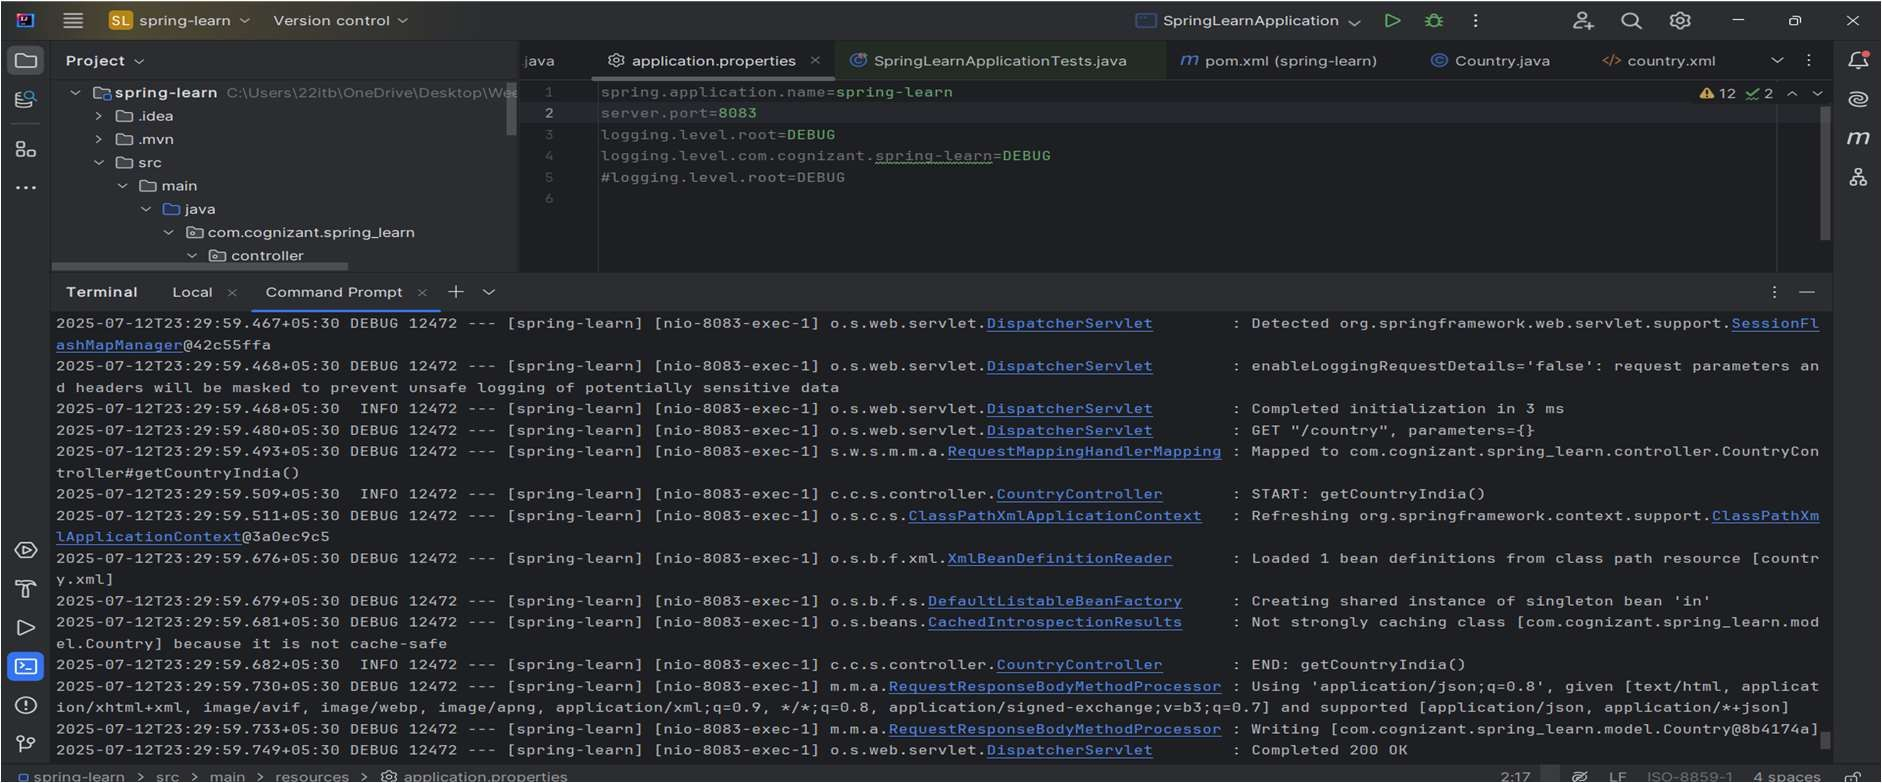 SL spring-learn Version control SpringLearnApplication
Project
.java application.properties SpringLearnApplicationTests.java m pom.xml (spring-learn) Country.java </> country.xml
spring-learn C:\Users\22itb\OneDrive\Desktop\Wee
.idea
.mvn
src
main
java
com.cognizant.spring_learn
controller
12 2
1 spring.application.name=spring-learn
2 server.port=8083
3 logging.level.root=DEBUG
4 logging.level.com.cognizant.spring-learn=DEBUG
5 #logging.level.root=DEBUG
6
m
Terminal Local Command Prompt
2025-07-12T23:29:59.467+05:30 DEBUG 12472 --- [spring-learn] [nio-8083-exec-1] o.s.web.servlet.DispatcherServlet : Detected org.springframework.web.servlet.support.SessionFl
ashMapManager@42c55ffa
2025-07-12T23:29:59.468+05:30 DEBUG 12472 --- [spring-learn] [nio-8083-exec-1] o.s.web.servlet.DispatcherServlet : enableLoggingRequestDetails='false': request parameters an
d headers will be masked to prevent unsafe logging of potentially sensitive data
2025-07-12T23:29:59.468+05:30 INFO 12472 --- [spring-learn] [nio-8083-exec-1] o.s.web.servlet.DispatcherServlet : Completed initialization in 3 ms
2025-07-12T23:29:59.480+05:30 DEBUG 12472 --- [spring-learn] [nio-8083-exec-1] o.s.web.servlet.DispatcherServlet : GET "/country", parameters={}
2025-07-12T23:29:59.493+05:30 DEBUG 12472 --- [spring-learn] [nio-8083-exec-1] s.w.s.m.m.a.RequestMappingHandlerMapping : Mapped to com.cognizant.spring_learn.controller.CountryCon
troller#getCountryIndia()
2025-07-12T23:29:59.509+05:30 INFO 12472 --- [spring-learn] [nio-8083-exec-1] c.c.s.controller.CountryController : START: getCountryIndia()
2025-07-12T23:29:59.511+05:30 DEBUG 12472 --- [spring-learn] [nio-8083-exec-1] o.s.c.s.ClassPathXmlApplicationContext : Refreshing org.springframework.context.support.ClassPathXm
lApplicationContext@3a0ec9c5
2025-07-12T23:29:59.676+05:30 DEBUG 12472 --- [spring-learn] [nio-8083-exec-1] o.s.b.f.xml.XmlBeanDefinitionReader : Loaded 1 bean definitions from class path resource [countr
y.xml]
2025-07-12T23:29:59.679+05:30 DEBUG 12472 --- [spring-learn] [nio-8083-exec-1] o.s.b.f.s.DefaultListableBeanFactory : Creating shared instance of singleton bean 'in'
2025-07-12T23:29:59.681+05:30 DEBUG 12472 --- [spring-learn] [nio-8083-exec-1] o.s.beans.CachedIntrospectionResults : Not strongly caching class [com.cognizant.spring_learn.mod
el.Country] because it is not cache-safe
2025-07-12T23:29:59.682+05:30 INFO 12472 --- [spring-learn] [nio-8083-exec-1] c.c.s.controller.CountryController : END: getCountryIndia()
2025-07-12T23:29:59.730+05:30 DEBUG 12472 --- [spring-learn] [nio-8083-exec-1] m.m.a.RequestResponseBodyMethodProcessor : Using 'application/json;q=0.8', given [text/html, applicat
ion/xhtml+xml, image/avif, image/webp, image/apng, application/xml;q=0.9, */*;q=0.8, application/signed-exchange;v=b3;q=0.7] and supported [application/json, application/*+json]
2025-07-12T23:29:59.733+05:30 DEBUG 12472 --- [spring-learn] [nio-8083-exec-1] m.m.a.RequestResponseBodyMethodProcessor : Writing [com.cognizant.spring_learn.model.Country@8b4174a]
2025-07-12T23:29:59.749+05:30 DEBUG 12472 --- [spring-learn] [nio-8083-exec-1] o.s.web.servlet.DispatcherServlet : Completed 200 OK
spring-learn > src > main > resources > application.properties 2:17 LF ISO-8859-1 4 spaces